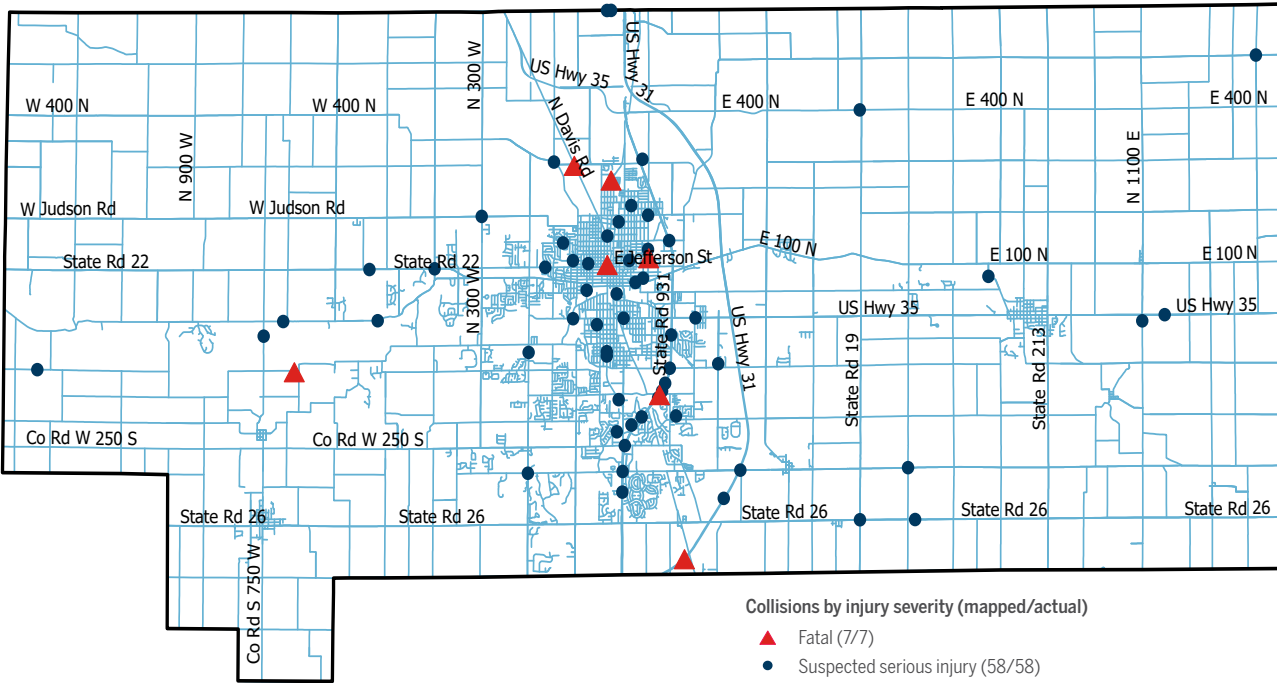 US Hwy 31
N 300 W
US Hwy 35
W 400 N
W 400 N
N Davis Rd
E 400 N
E 400 N
E 400 N
N 900 W
N 1100 E
W Judson Rd
W Judson Rd
State Rd 22
State Rd 22
E Jefferson St
E 100 N
E 100 N
E 100 N
N 300 W
State Rd 931
US Hwy 31
US Hwy 35
US Hwy 35
State Rd 19
State Rd 213
Co Rd W 250 S
Co Rd W 250 S
State Rd 26
State Rd 26
State Rd 26
State Rd 26
State Rd 26
Co Rd S 750 W
Collisions by injury severity (mapped/actual)
Fatal (7/7)
Suspected serious injury (58/58)